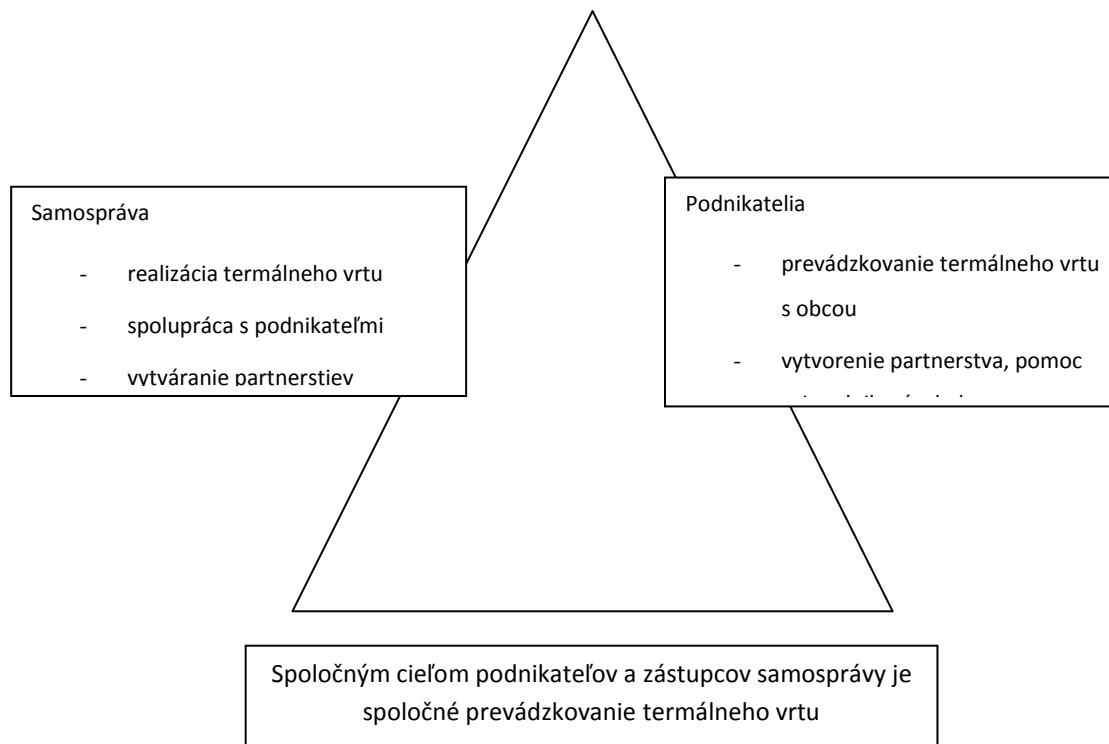 Samospráva
- realizácia termálneho vrtu
- spolupráca s podnikateľmi
- vytváranie partnerstiev
Podnikatelia
- prevádzkovanie termálneho vrtu
s obcou
- vytvorenie partnerstva, pomoc
Spoločným cieľom podnikateľov a zástupcov samosprávy je
spoločné prevádzkovanie termálneho vrtu